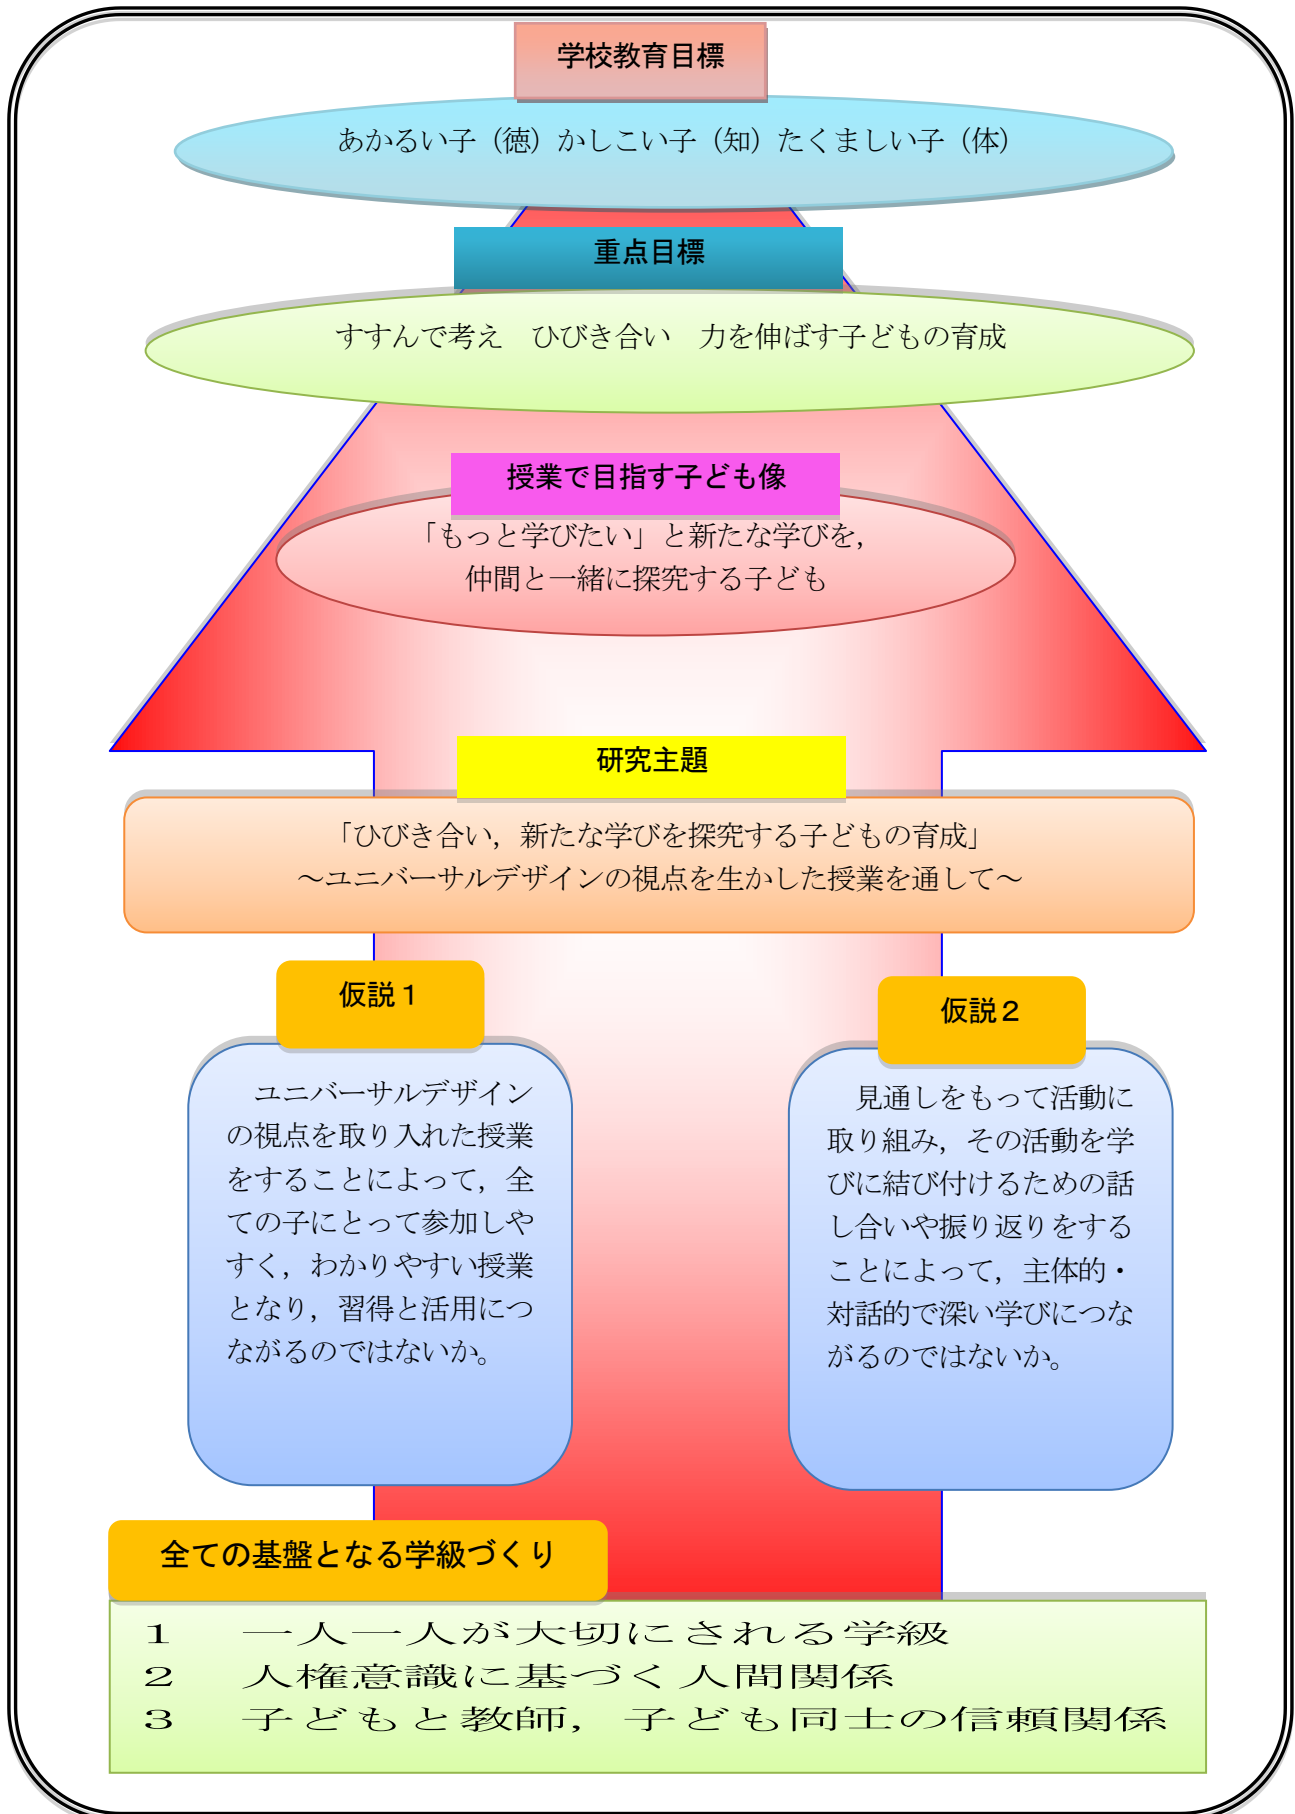 学校教育目標
あかるい子（徳）かしこい子（知）たくましい子（体）
重点目標
すすんで考え　ひびき合い　力を伸ばす子どもの育成
授業で目指す子ども像
「もっと学びたい」と新たな学びを，
仲間と一緒に探究する子ども
研究主題
「ひびき合い，新たな学びを探究する子どもの育成」
～ユニバーサルデザインの視点を生かした授業を通して～
仮説１
　ユニバーサルデザイン
の視点を取り入れた授業
をすることによって，全
ての子にとって参加しや
すく，わかりやすい授業
となり，習得と活用につ
ながるのではないか。
仮説２
　見通しをもって活動に
取り組み，その活動を学
びに結び付けるための話
し合いや振り返りをする
ことによって，主体的・
対話的で深い学びにつな
がるのではないか。
全ての基盤となる学級づくり
１　一人一人が大切にされる学級
２　人権意識に基づく人間関係
３　子どもと教師，子ども同士の信頼関係